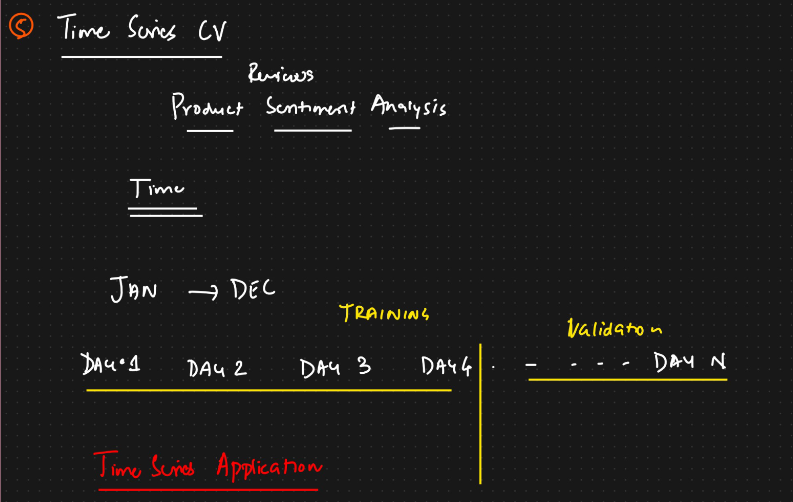 ⑤ Time Series CV
Reviews
Product Sentiment Analysis
Time
JAN → DEC
TRAINING
Validation
DAY 1 DAY 2 DAY 3 DAY 4 . - - - - DAY N
Time Series Application